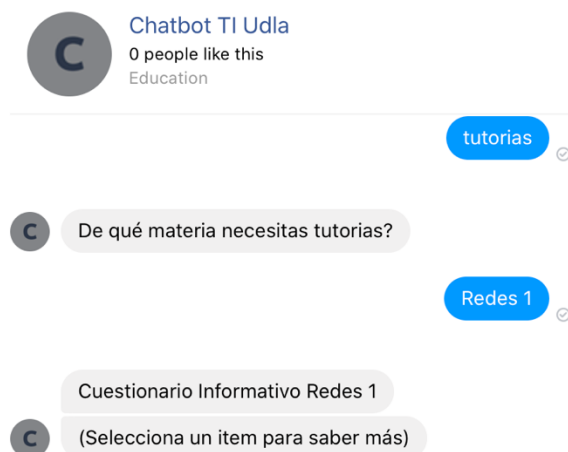 C
Chatbot TI Udla
0 people like this
Education
tutorias
C
De qué materia necesitas tutorias?
Redes 1
Cuestionario Informativo Redes 1
C
(Selecciona un item para saber más)